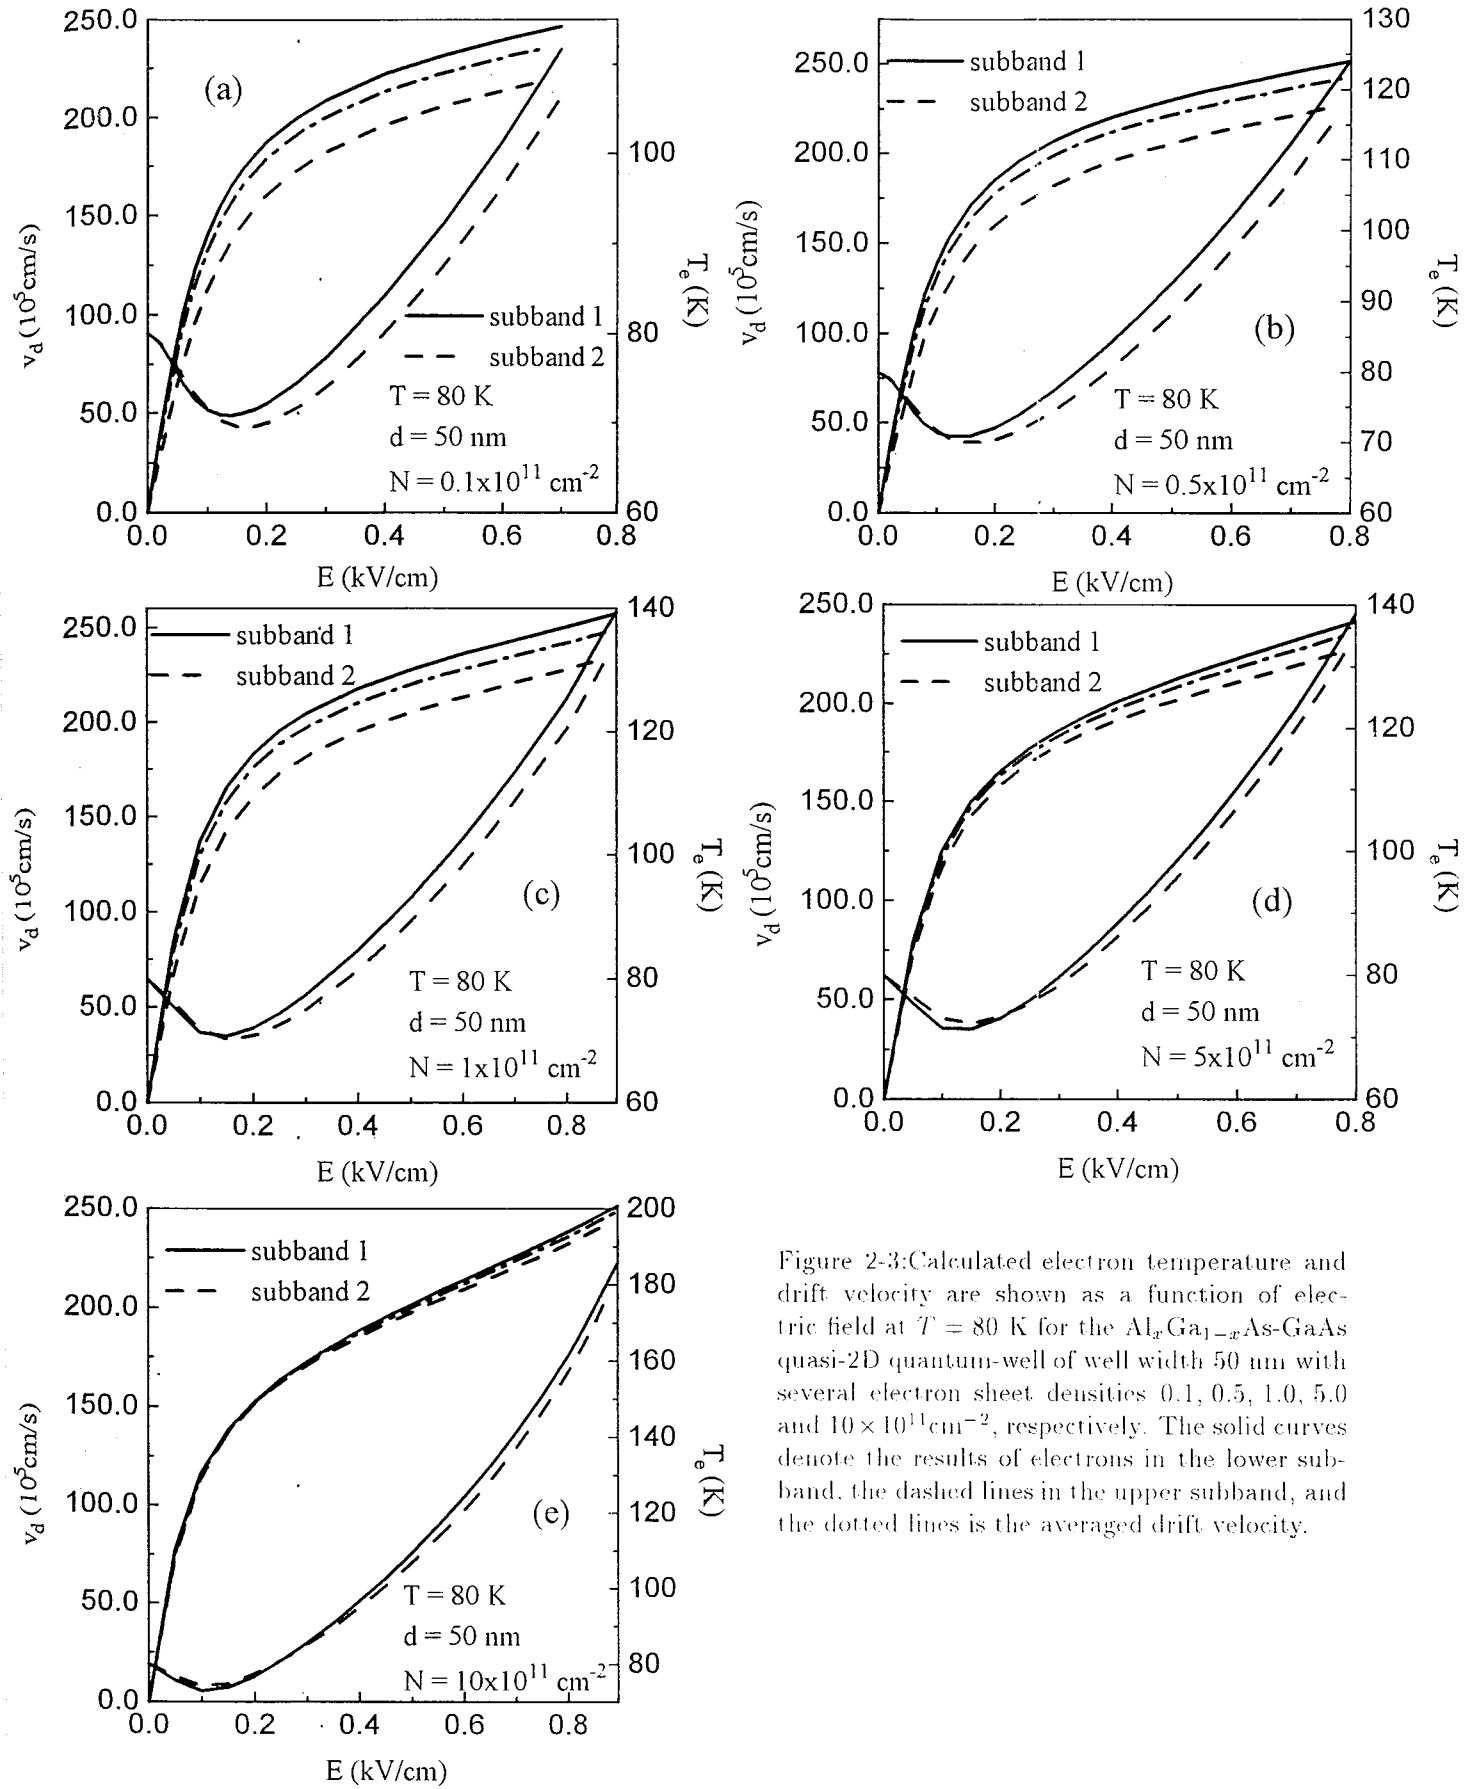 250.0
200.0
150.0
100.0
50.0
0.0
v_d (10^5cm/s)
(a)
100
80
60
T_e (K)
subband 1
subband 2
T = 80 K
d = 50 nm
N = 0.1x10^11 cm^-2
0.0 0.2 0.4 0.6 0.8
E (kV/cm)
250.0
200.0
150.0
100.0
50.0
0.0
v_d (10^5cm/s)
subband 1
subband 2
130
120
110
100
90
80
70
60
T_e (K)
(b)
T = 80 K
d = 50 nm
N = 0.5x10^11 cm^-2
0.0 0.2 0.4 0.6 0.8
E (kV/cm)
250.0
200.0
150.0
100.0
50.0
0.0
v_d (10^5cm/s)
subband 1
subband 2
140
120
100
80
60
T_e (K)
(c)
T = 80 K
d = 50 nm
N = 1x10^11 cm^-2
0.0 0.2 0.4 0.6 0.8
E (kV/cm)
250.0
200.0
150.0
100.0
50.0
0.0
v_d (10^5cm/s)
subband 1
subband 2
140
120
100
80
60
T_e (K)
(d)
T = 80 K
d = 50 nm
N = 5x10^11 cm^-2
0.0 0.2 0.4 0.6 0.8
E (kV/cm)
250.0
200.0
150.0
100.0
50.0
0.0
v_d (10^5cm/s)
subband 1
subband 2
200
180
160
140
120
100
80
T_e (K)
(e)
T = 80 K
d = 50 nm
N = 10x10^11 cm^-2
0.0 0.2 0.4 0.6 0.8
E (kV/cm)
Figure 2-3:Calculated electron temperature and
drift velocity are shown as a function of elec-
tric field at T = 80 K for the Al_xGa_1−xAs-GaAs
quasi-2D quantum-well of well width 50 nm with
several electron sheet densities 0.1, 0.5, 1.0, 5.0
and 10 × 10^11cm^−2, respectively. The solid curves
denote the results of electrons in the lower sub-
band, the dashed lines in the upper subband, and
the dotted lines is the averaged drift velocity.